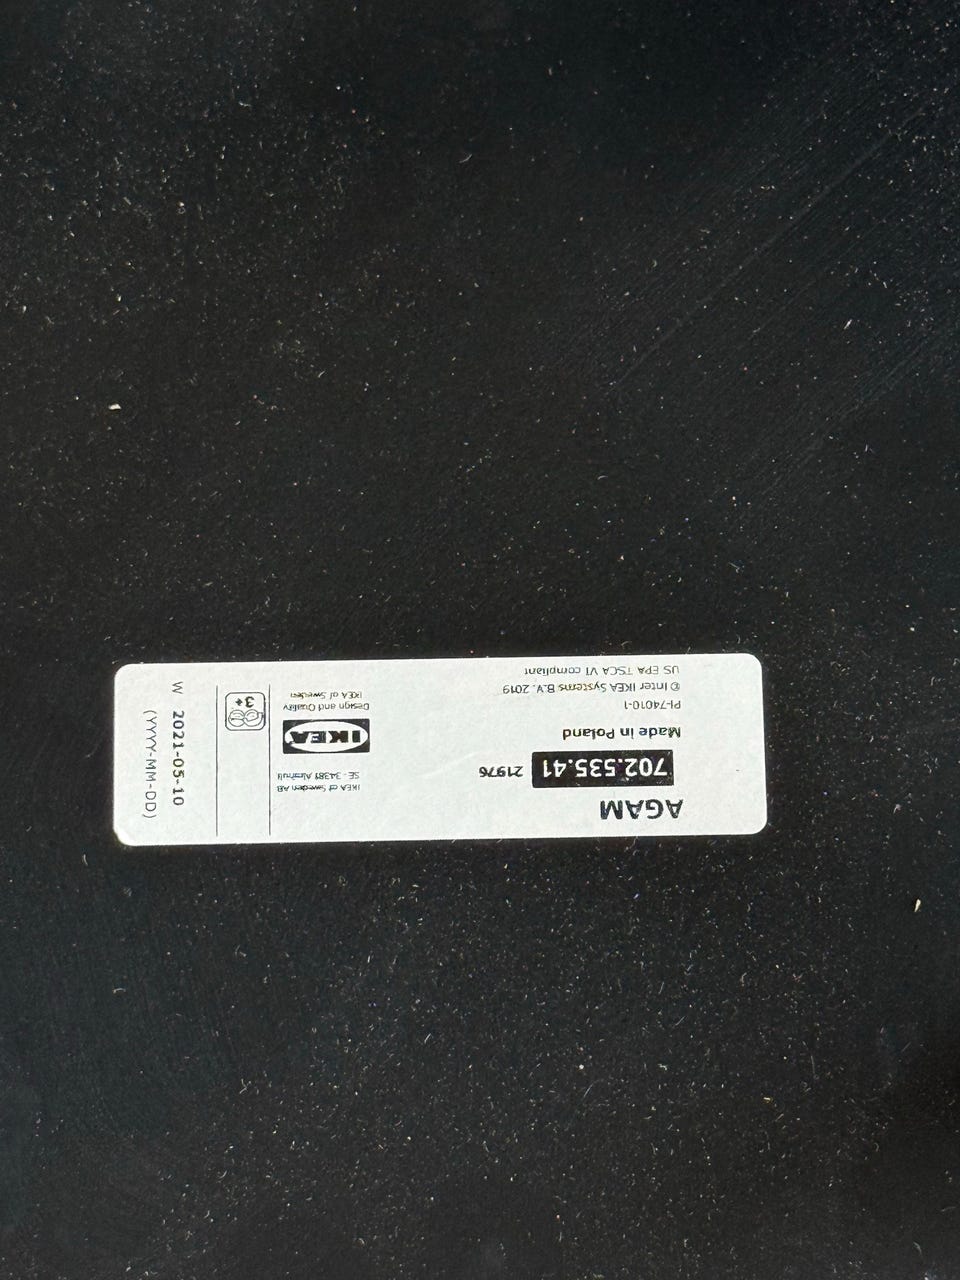 AGAM
702.535.41 21976
Made in Poland
PI-74010-1
© Inter IKEA Systems B.V. 2019
US EPA TSCA VI compliant
IKEA of Sweden AB
SE - 34381 Älmhult
IKEA
Design and Quality
IKEA of Sweden
3+
W 2021-05-10
(YYYY-MM-DD)